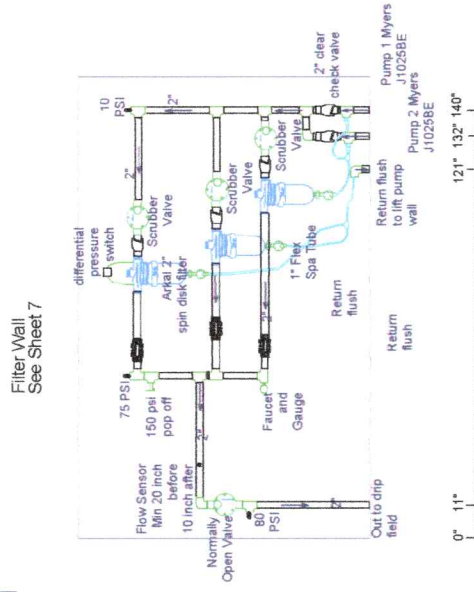 Filter Wall
See Sheet 7
differential
pressure
switch
10
PSI
2"
2"
75 PSI
150 psi
pop off
Scrubber
Valve
Arkal 2"
spin disk filter
Scrubber
Valve
Scrubber
Valve
2" clear
check valve
Pump 1 Myers
J1025BE
Pump 2 Myers
J1025BE
Flow Sensor
Min 20 inch
before
10 inch after
2"
2"
Faucet
and
Gauge
1" Flex
Spa Tube
Return
flush
Return flush
to lift pump
wall
Return
flush
Normally
Open Valve
80
PSI
2"
Out to drip
field
0" 11" 121" 132" 140"